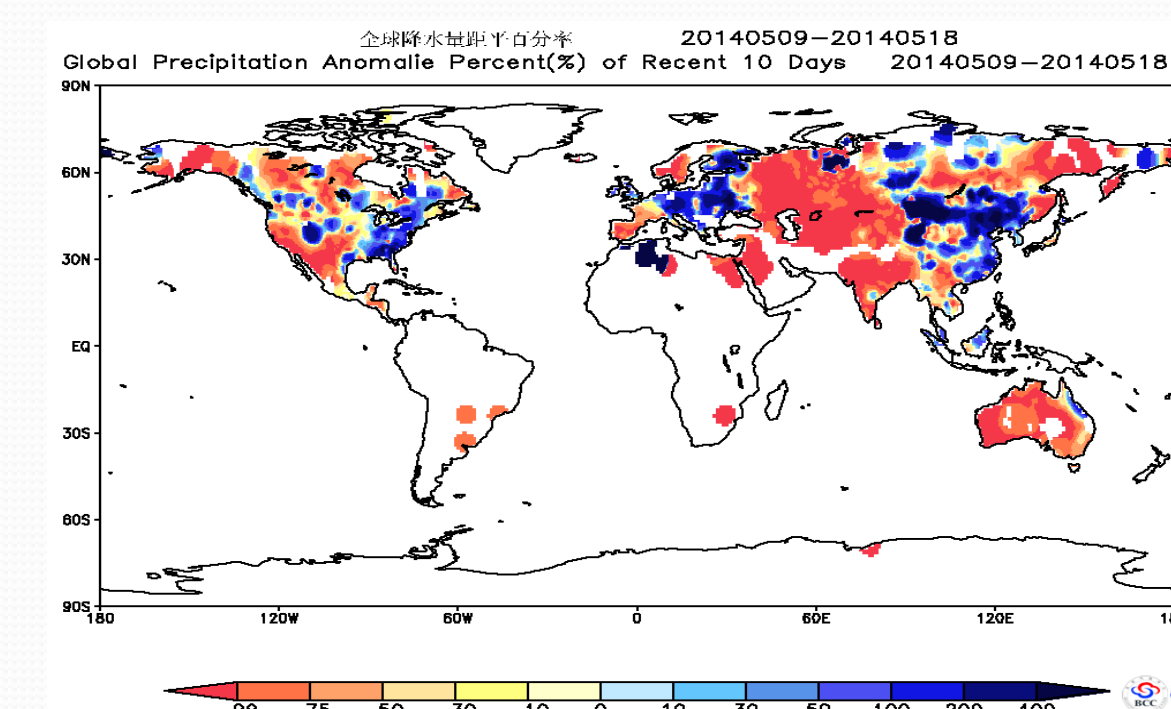 全球降水量距平百分率 20140509-20140518
Global Precipitation Anomalie Percent(%) of Recent 10 Days 20140509-20140518
90N
60N
30N
EQ
30S
60S
90S
180 120W 60W 0 60E 120E
BCC